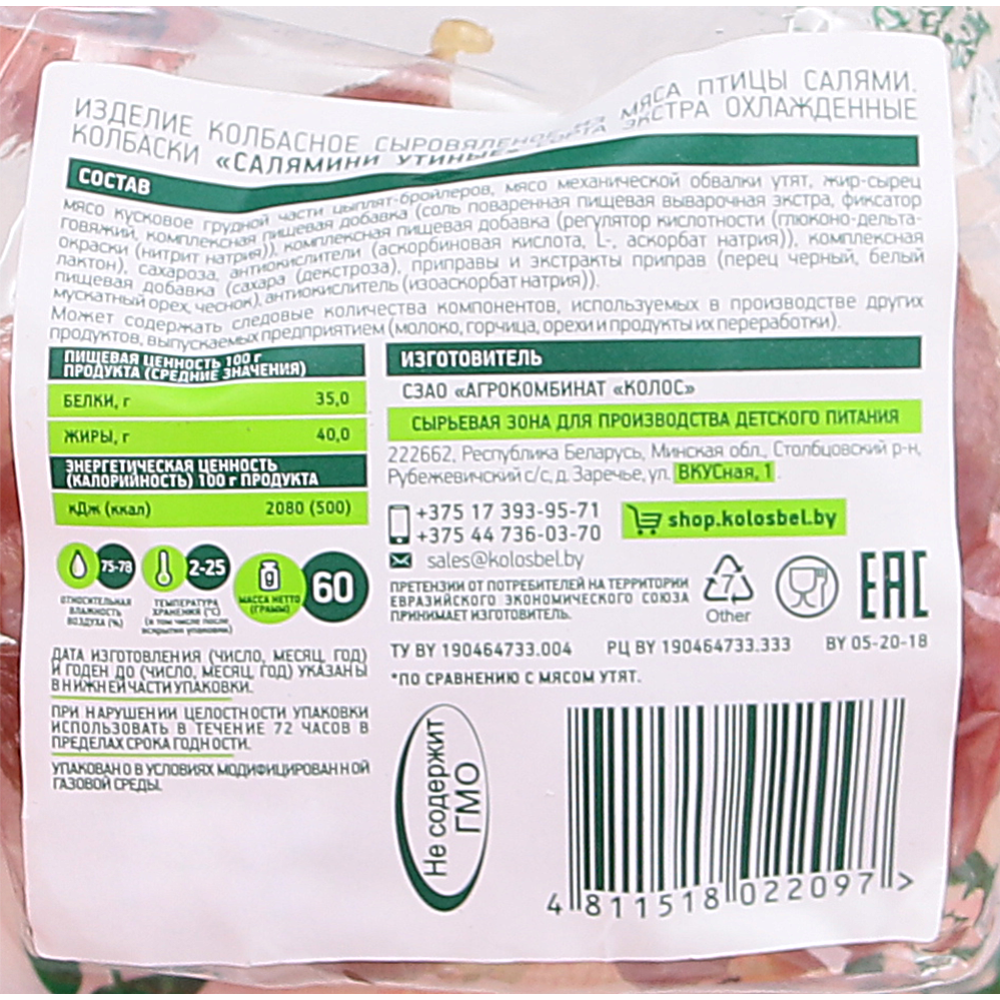 ИЗДЕЛИЕ КОЛБАСНОЕ СЫРОВЯЛЕНОЕ ИЗ МЯСА ПТИЦЫ САЛЯМИ.
КОЛБАСКИ «САЛЯМИНИ УТИНЫЕ» СОРТА ЭКСТРА ОХЛАЖДЕННЫЕ
СОСТАВ
мясо кусковое грудной части цыплят-бройлеров, мясо механической обвалки утят, жир-сырец
говяжий, комплексная пищевая добавка (соль поваренная пищевая выварочная экстра, фиксатор
окраски (нитрит натрия)), комплексная пищевая добавка (регулятор кислотности (глюконо-дельта-
лактон), сахароза, антиокислители (аскорбиновая кислота, L-, аскорбат натрия)), комплексная
пищевая добавка (сахара (декстроза), приправы и экстракты приправ (перец черный, белый
мускатный орех, чеснок), антиокислитель (изоаскорбат натрия)).
Может содержать следовые количества компонентов, используемых в производстве других
продуктов, выпускаемых предприятием (молоко, горчица, орехи и продукты их переработки).
ПИЩЕВАЯ ЦЕННОСТЬ 100 г
ПРОДУКТА (СРЕДНИЕ ЗНАЧЕНИЯ)
БЕЛКИ, г 35,0
ЖИРЫ, г 40,0
ЭНЕРГЕТИЧЕСКАЯ ЦЕННОСТЬ
(КАЛОРИЙНОСТЬ) 100 г ПРОДУКТА
кДж (ккал) 2080 (500)
75-78
ОТНОСИТЕЛЬНАЯ
ВЛАЖНОСТЬ
ВОЗДУХА (%)
2-25
ТЕМПЕРАТУРА
ХРАНЕНИЯ (°С)
(в том числе после
вскрытия упаковки)
МАССА НЕТТО
(ГРАММ)
60
ДАТА ИЗГОТОВЛЕНИЯ (ЧИСЛО, МЕСЯЦ, ГОД)
И ГОДЕН ДО (ЧИСЛО, МЕСЯЦ, ГОД) УКАЗАНЫ
В НИЖНЕЙ ЧАСТИ УПАКОВКИ.
ПРИ НАРУШЕНИИ ЦЕЛОСТНОСТИ УПАКОВКИ
ИСПОЛЬЗОВАТЬ В ТЕЧЕНИЕ 72 ЧАСОВ В
ПРЕДЕЛАХ СРОКА ГОДНОСТИ.
УПАКОВАНО В УСЛОВИЯХ МОДИФИЦИРОВАННОЙ
ГАЗОВОЙ СРЕДЫ.
ИЗГОТОВИТЕЛЬ
СЗАО «АГРОКОМБИНАТ «КОЛОС»
СЫРЬЕВАЯ ЗОНА ДЛЯ ПРОИЗВОДСТВА ДЕТСКОГО ПИТАНИЯ
222662, Республика Беларусь, Минская обл., Столбцовский р-н,
Рубежевичский с/с, д. Заречье, ул. ВКУСная, 1.
+375 17 393-95-71
+375 44 736-03-70
sales@kolosbel.by
shop.kolosbel.by
ПРЕТЕНЗИИ ОТ ПОТРЕБИТЕЛЕЙ НА ТЕРРИТОРИИ
ЕВРАЗИЙСКОГО ЭКОНОМИЧЕСКОГО СОЮЗА
ПРИНИМАЕТ ИЗГОТОВИТЕЛЬ.
7
Other
EAC
ТУ BY 190464733.004 РЦ BY 190464733.333 BY 05-20-18
*ПО СРАВНЕНИЮ С МЯСОМ УТЯТ.
Не содержит
ГМО
4 811518 022097 >